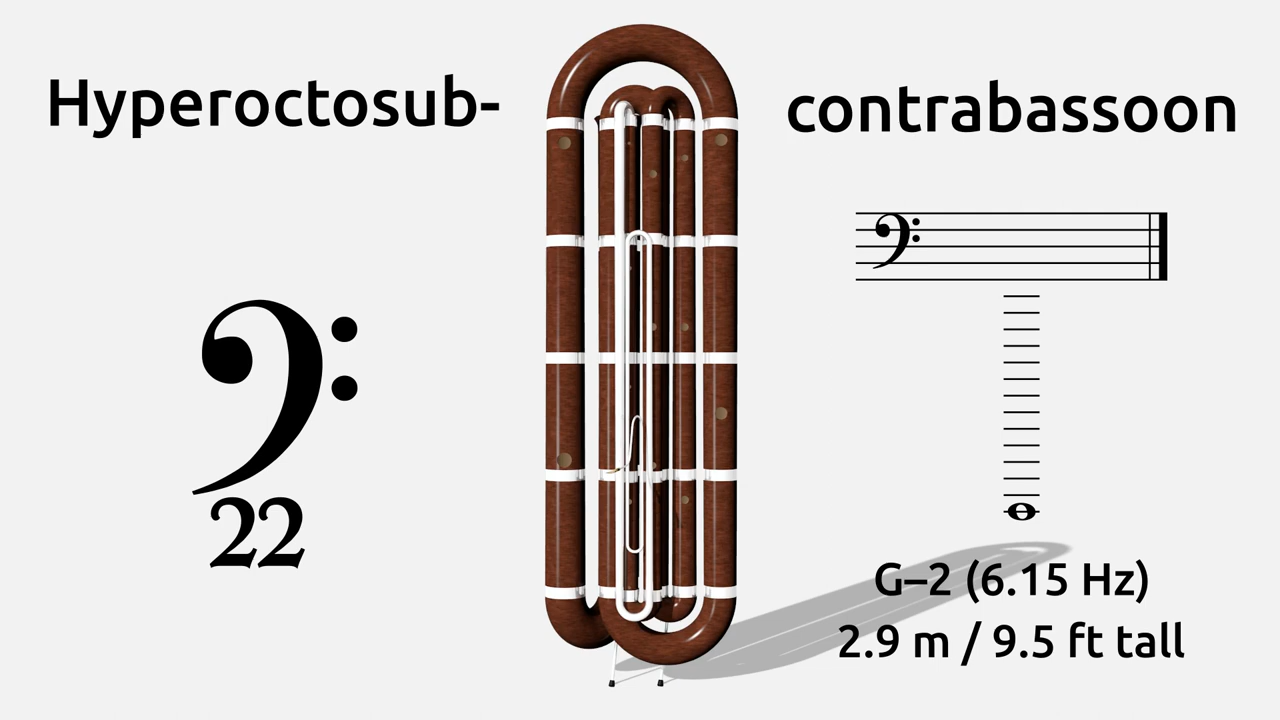 Hyperoctosub-
contrabassoon
22
G–2 (6.15 Hz)
2.9 m / 9.5 ft tall